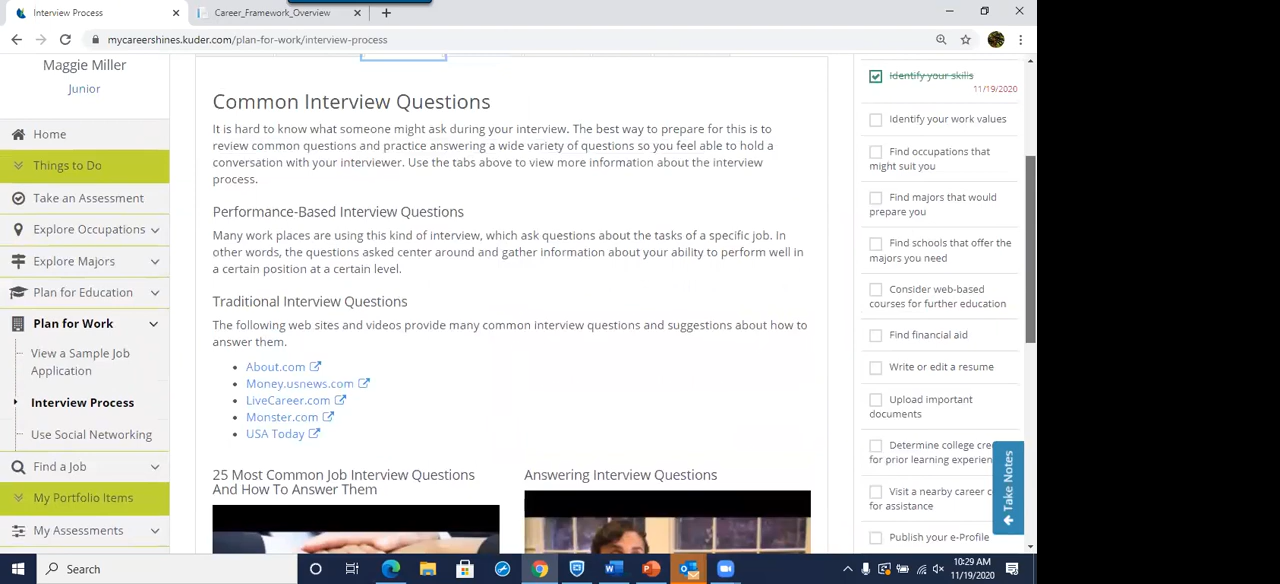 Interview Process
Career_Framework_Overview
mycareershines.kuder.com/plan-for-work/interview-process
Maggie Miller
Junior
Home
Things to Do
Take an Assessment
Explore Occupations
Explore Majors
Plan for Education
Plan for Work
View a Sample Job
Application
Interview Process
Use Social Networking
Find a Job
My Portfolio Items
My Assessments
Common Interview Questions
It is hard to know what someone might ask during your interview. The best way to prepare for this is to
review common questions and practice answering a wide variety of questions so you feel able to hold a
conversation with your interviewer. Use the tabs above to view more information about the interview
process.
Performance-Based Interview Questions
Many work places are using this kind of interview, which ask questions about the tasks of a specific job. In
other words, the questions asked center around and gather information about your ability to perform well in
a certain position at a certain level.
Traditional Interview Questions
The following web sites and videos provide many common interview questions and suggestions about how to
answer them.
About.com
Money.usnews.com
LiveCareer.com
Monster.com
USA Today
25 Most Common Job Interview Questions
And How To Answer Them
Answering Interview Questions
Identify your skills
11/19/2020
Identify your work values
Find occupations that
might suit you
Find majors that would
prepare you
Find schools that offer the
majors you need
Consider web-based
courses for further education
Find financial aid
Write or edit a resume
Upload important
documents
Determine college cre
for prior learning experien
Visit a nearby career c
for assistance
Publish your e-Profile
Take Notes
Search
10:29 AM
11/19/2020